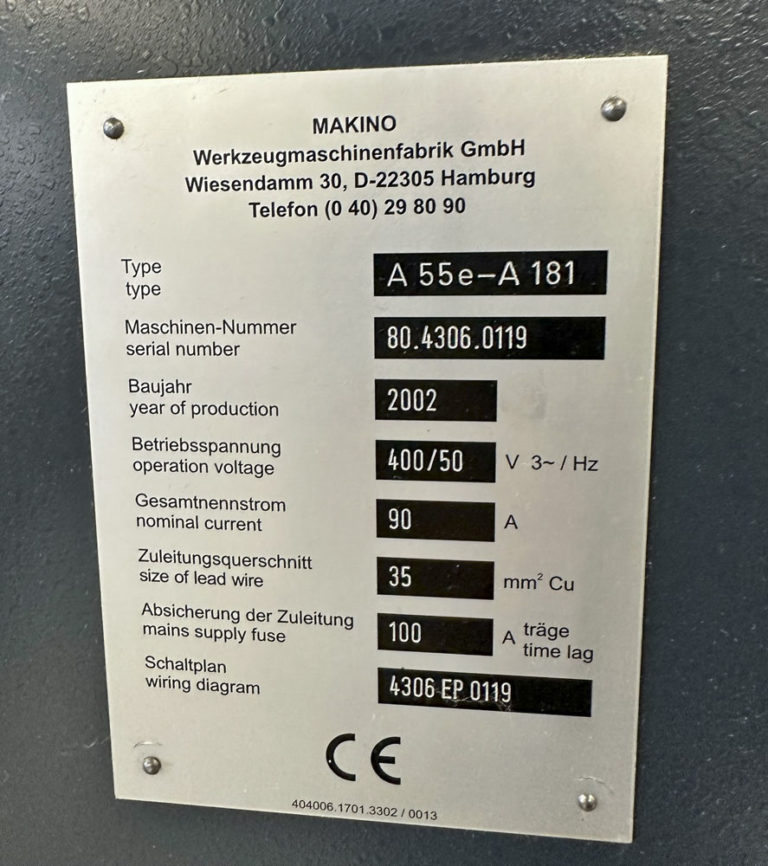 MAKINO
Werkzeugmaschinenfabrik GmbH
Wiesendamm 30, D-22305 Hamburg
Telefon (0 40) 29 80 90
Type
type
A 55e–A 181
Maschinen-Nummer
serial number
80.4306.0119
Baujahr
year of production
2002
Betriebsspannung
operation voltage
400/50 V 3~ / Hz
Gesamtnennstrom
nominal current
90 A
Zuleitungsquerschnitt
size of lead wire
35 mm² Cu
Absicherung der Zuleitung
mains supply fuse
100 A träge
time lag
Schaltplan
wiring diagram
4306 EP 0119
CE
404006.1701.3302 / 0013